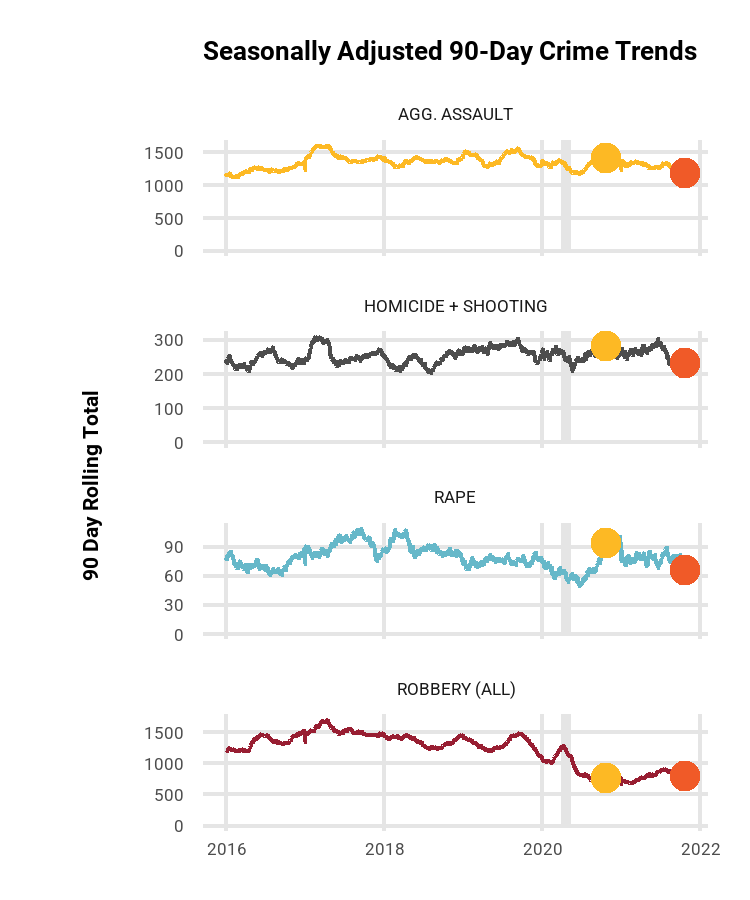 Seasonally Adjusted 90-Day Crime Trends
90 Day Rolling Total
AGG. ASSAULT
1500
1000
500
0
HOMICIDE + SHOOTING
300
200
100
0
RAPE
90
60
30
0
ROBBERY (ALL)
1500
1000
500
0
2016 2018 2020 2022